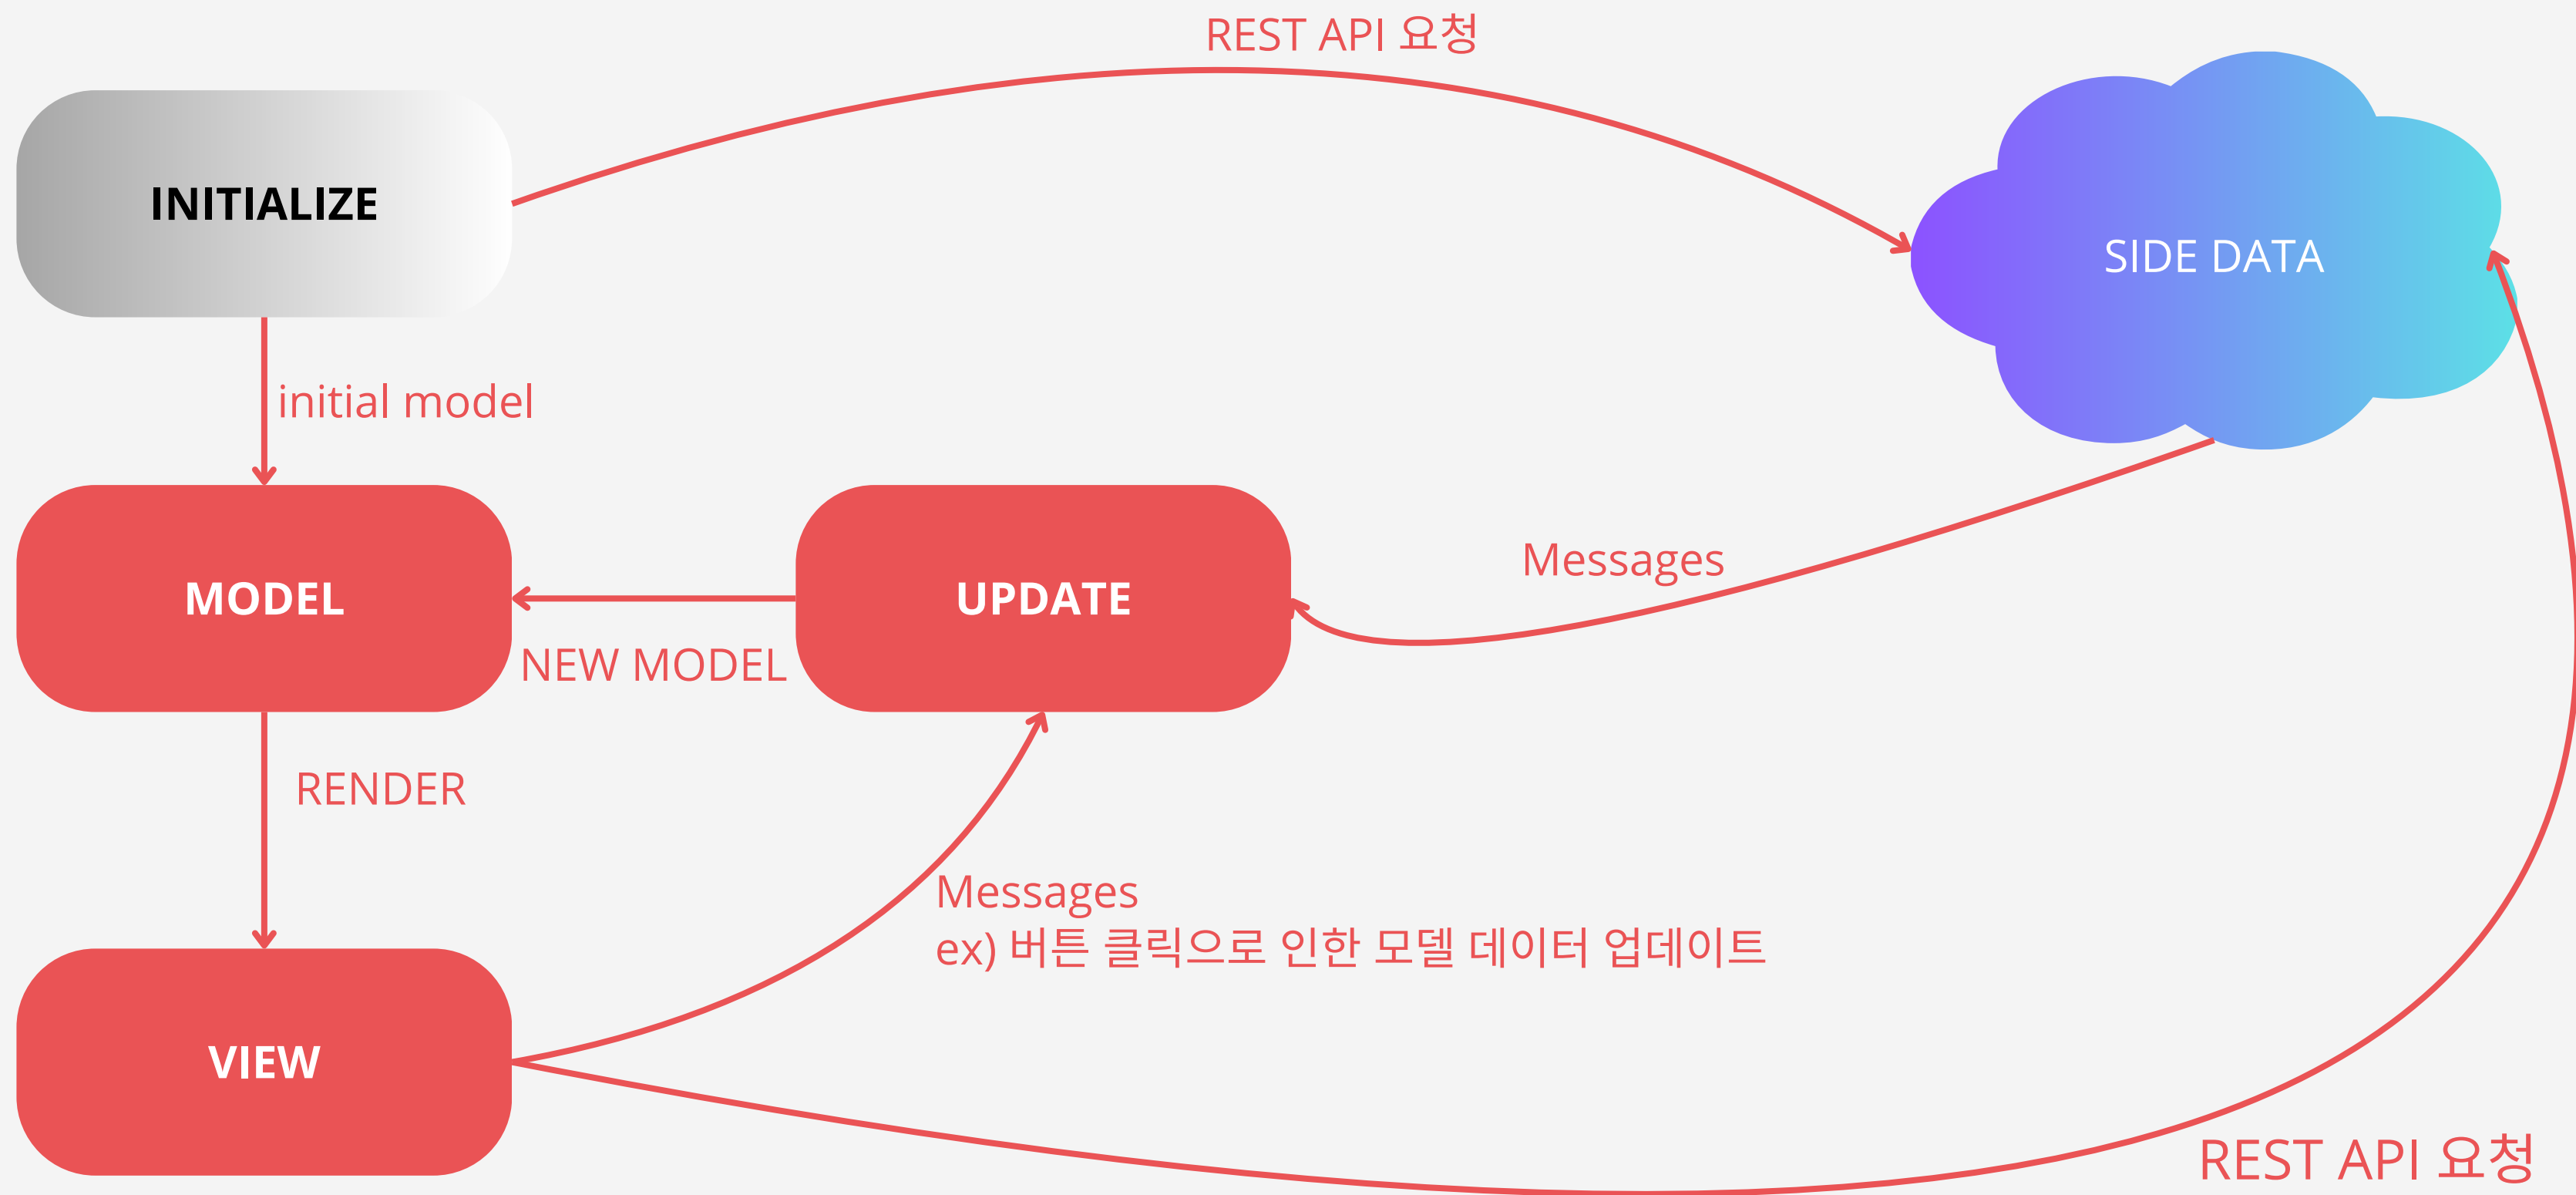 REST API 요청
INITIALIZE
SIDE DATA
initial model
MODEL
UPDATE
Messages
NEW MODEL
RENDER
Messages
ex) 버튼 클릭으로 인한 모델 데이터 업데이트
VIEW
REST API 요청